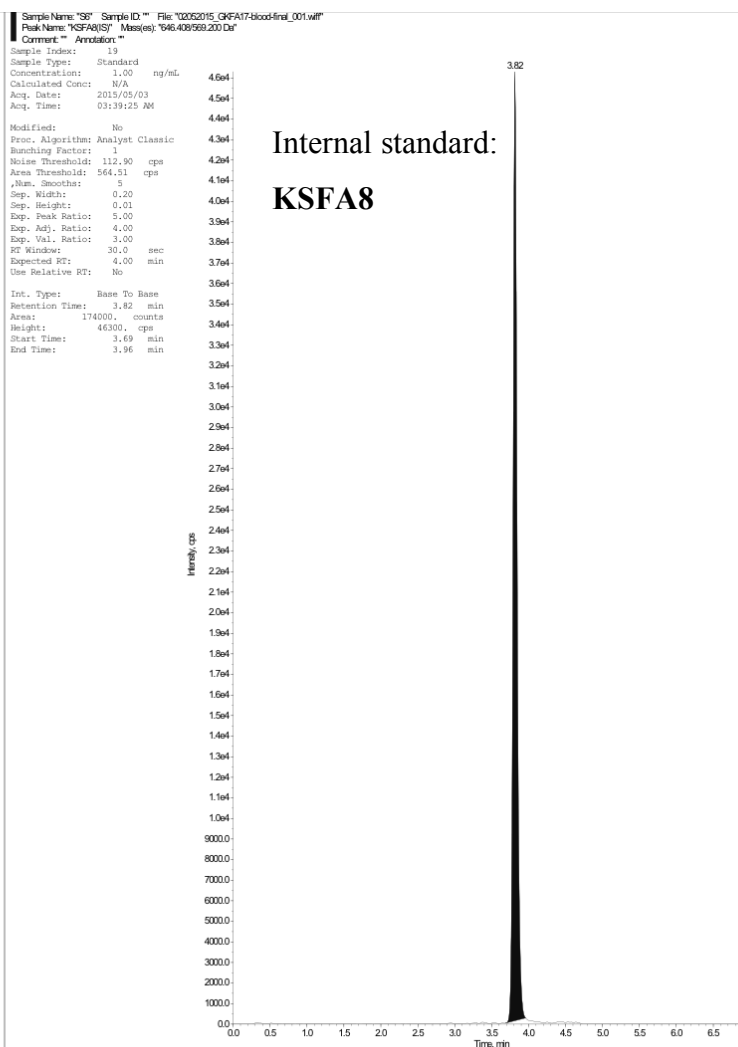 Sample Name: "S6" Sample ID: "" File: "02052015_GKFA17-blood-final_001.wiff"
Peak Name: "KSFA8(IS)" Mass(es): "646.408/569.200 Da"
Comment: "" Annotation: ""
Sample Index: 19
Sample Type: Standard
Concentration: 1.00 ng/mL
Calculated Conc: N/A
Acq. Date: 2015/05/03
Acq. Time: 03:39:25 AM
Modified: No
Proc. Algorithm: Analyst Classic
Bunching Factor: 1
Noise Threshold: 112.90 cps
Area Threshold: 564.51 cps
,Num. Smooths: 5
Sep. Width: 0.20
Sep. Height: 0.01
Exp. Peak Ratio: 5.00
Exp. Adj. Ratio: 4.00
Exp. Val. Ratio: 3.00
RT Window: 30.0 sec
Expected RT: 4.00 min
Use Relative RT: No
Int. Type: Base To Base
Retention Time: 3.82 min
Area: 174000. counts
Height: 46300. cps
Start Time: 3.69 min
End Time: 3.96 min
3.82
Internal standard:
KSFA8
4.6e4
4.5e4
4.4e4
4.3e4
4.2e4
4.1e4
4.0e4
3.9e4
3.8e4
3.7e4
3.6e4
3.5e4
3.4e4
3.3e4
3.2e4
3.1e4
3.0e4
2.9e4
2.8e4
2.7e4
2.6e4
2.5e4
2.4e4
2.3e4
2.2e4
2.1e4
2.0e4
1.9e4
1.8e4
1.7e4
1.6e4
1.5e4
1.4e4
1.3e4
1.2e4
1.1e4
1.0e4
9000.0
8000.0
7000.0
6000.0
5000.0
4000.0
3000.0
2000.0
1000.0
0.0
Intensity, cps
0.0 0.5 1.0 1.5 2.0 2.5 3.0 3.5 4.0 4.5 5.0 5.5 6.0 6.5
Time, min